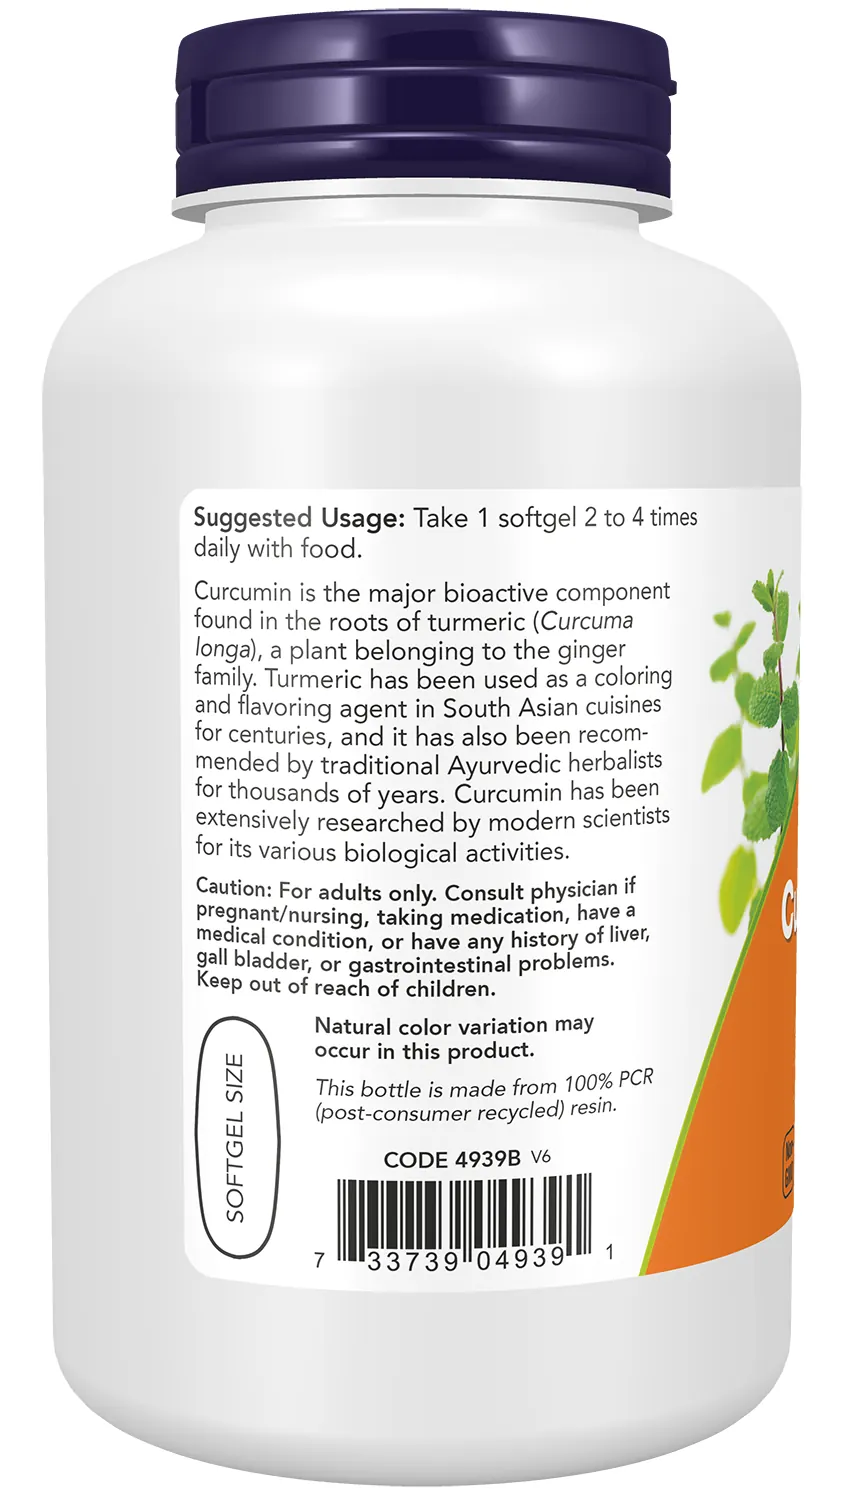 Suggested Usage: Take 1 softgel 2 to 4 times
daily with food.
Curcumin is the major bioactive component
found in the roots of turmeric (Curcuma
longa), a plant belonging to the ginger
family. Turmeric has been used as a coloring
and flavoring agent in South Asian cuisines
for centuries, and it has also been recom-
mended by traditional Ayurvedic herbalists
for thousands of years. Curcumin has been
extensively researched by modern scientists
for its various biological activities.
Caution: For adults only. Consult physician if
pregnant/nursing, taking medication, have a
medical condition, or have any history of liver,
gall bladder, or gastrointestinal problems.
Keep out of reach of children.
SOFTGEL SIZE
Natural color variation may
occur in this product.
This bottle is made from 100% PCR
(post-consumer recycled) resin.
CODE 4939B V6
7 33739 04939 1